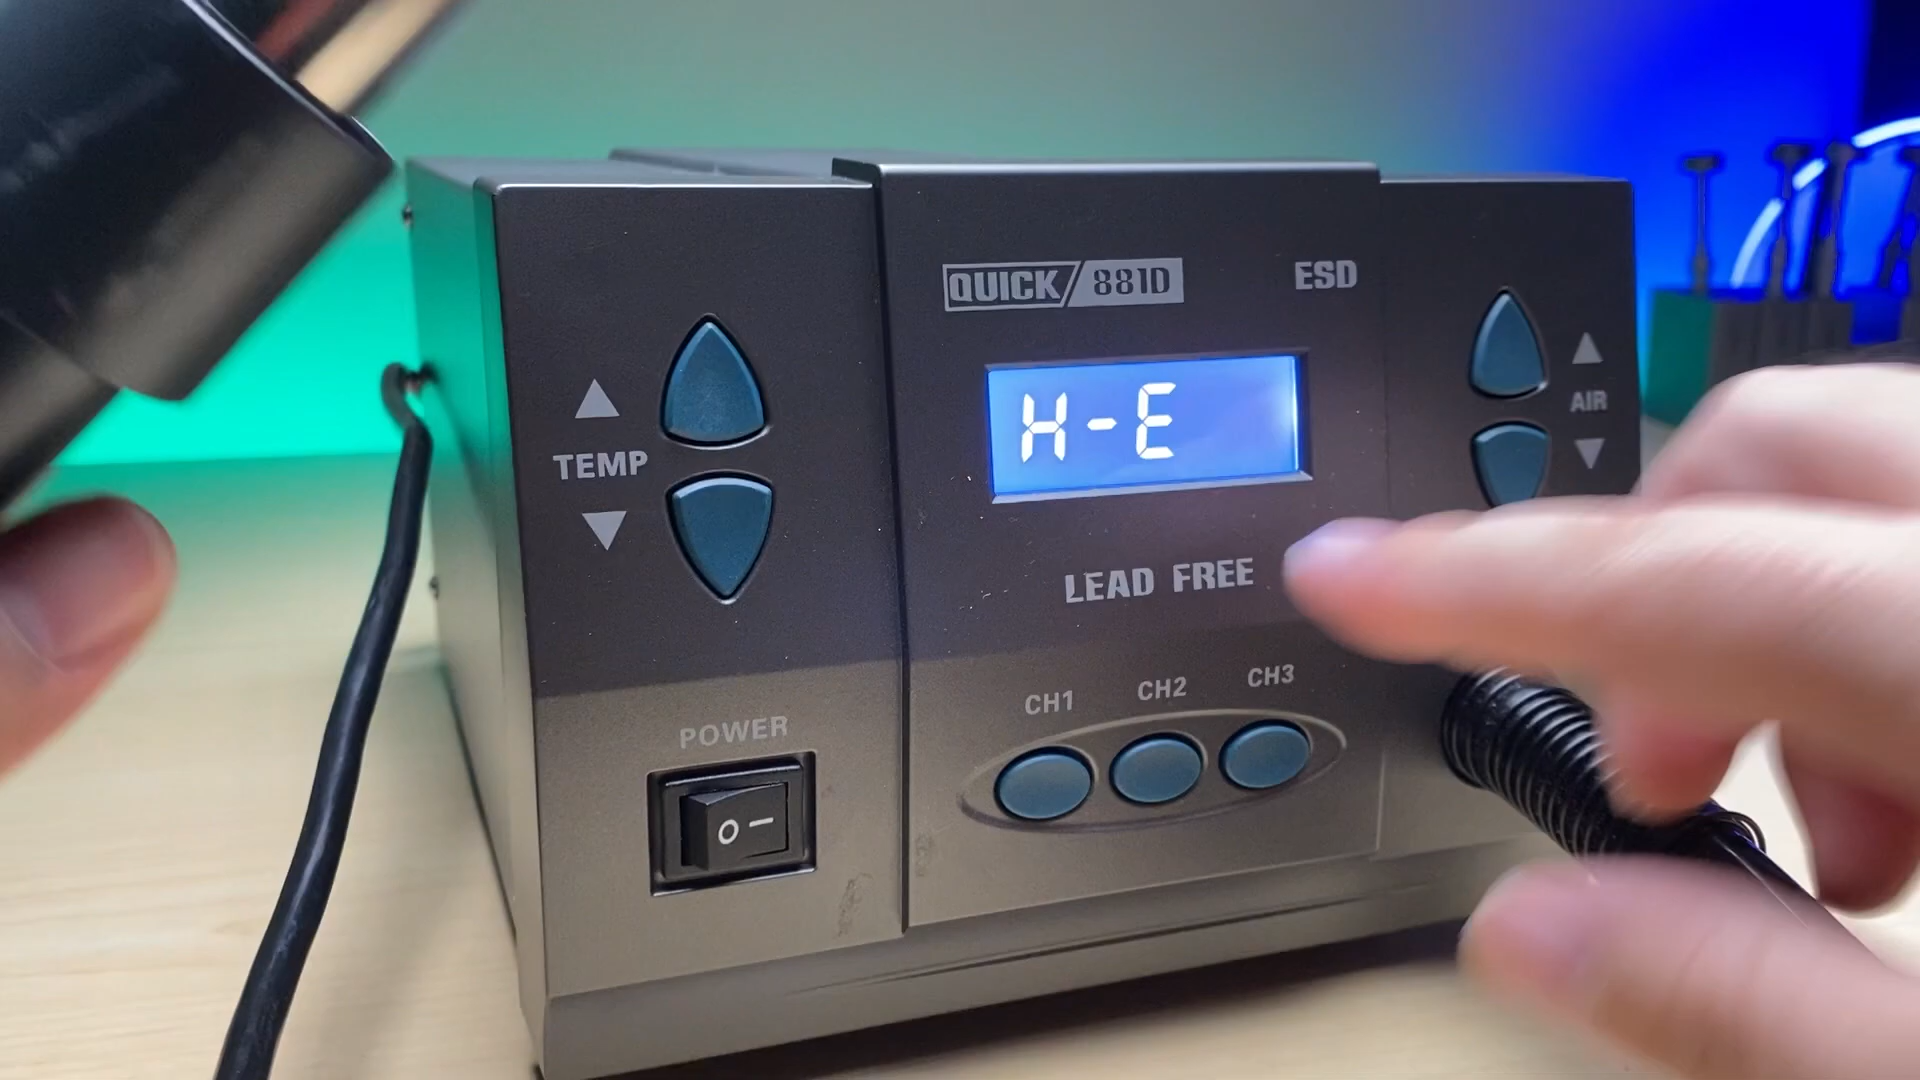 QUICK/881D
ESD
H-E
▲
TEMP
▼
▲
AIR
▼
LEAD FREE
CH1
CH2
CH3
POWER
O –